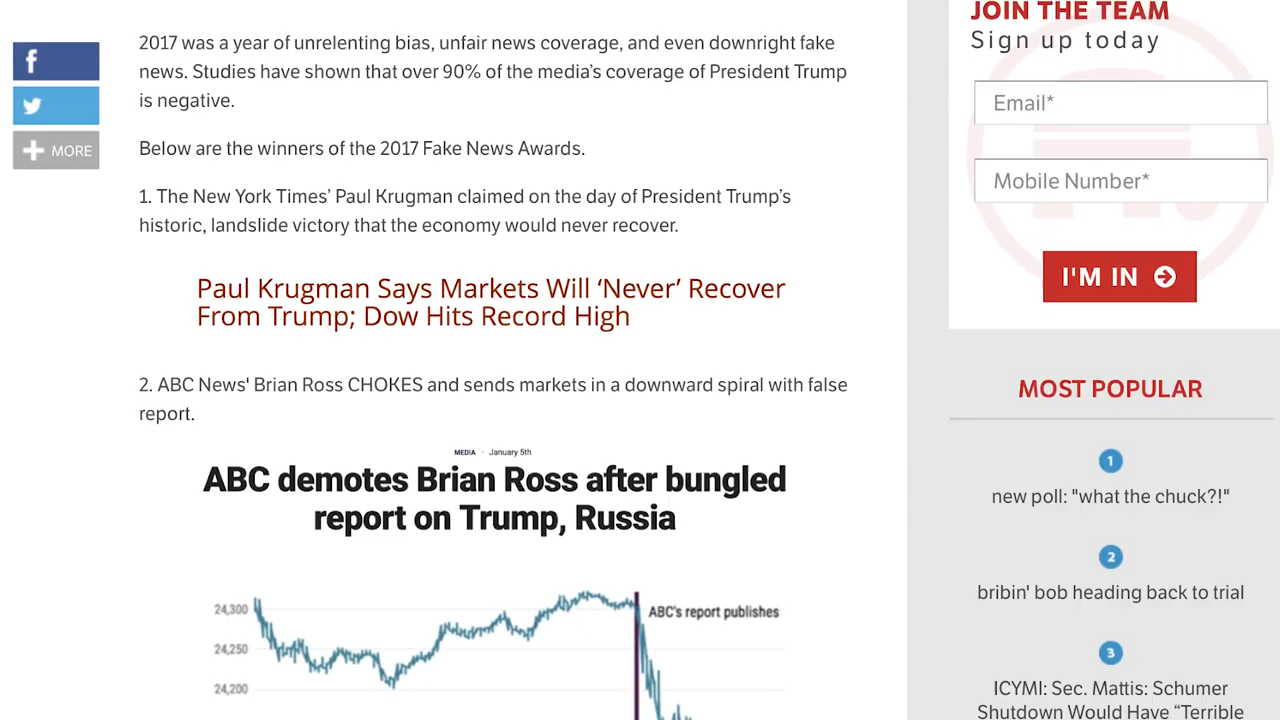 2017 was a year of unrelenting bias, unfair news coverage, and even downright fake
news. Studies have shown that over 90% of the media’s coverage of President Trump
is negative.
Below are the winners of the 2017 Fake News Awards.
1. The New York Times’ Paul Krugman claimed on the day of President Trump’s
historic, landslide victory that the economy would never recover.
Paul Krugman Says Markets Will ‘Never’ Recover
From Trump; Dow Hits Record High
2. ABC News' Brian Ross CHOKES and sends markets in a downward spiral with false
report.
MEDIA · January 5th
ABC demotes Brian Ross after bungled
report on Trump, Russia
24,300
ABC's report publishes
24,250
24,200
f
MORE
JOIN THE TEAM
Sign up today
Email*
Mobile Number*
I'M IN
MOST POPULAR
1
new poll: "what the chuck?!"
2
bribin' bob heading back to trial
3
ICYMI: Sec. Mattis: Schumer
Shutdown Would Have “Terrible